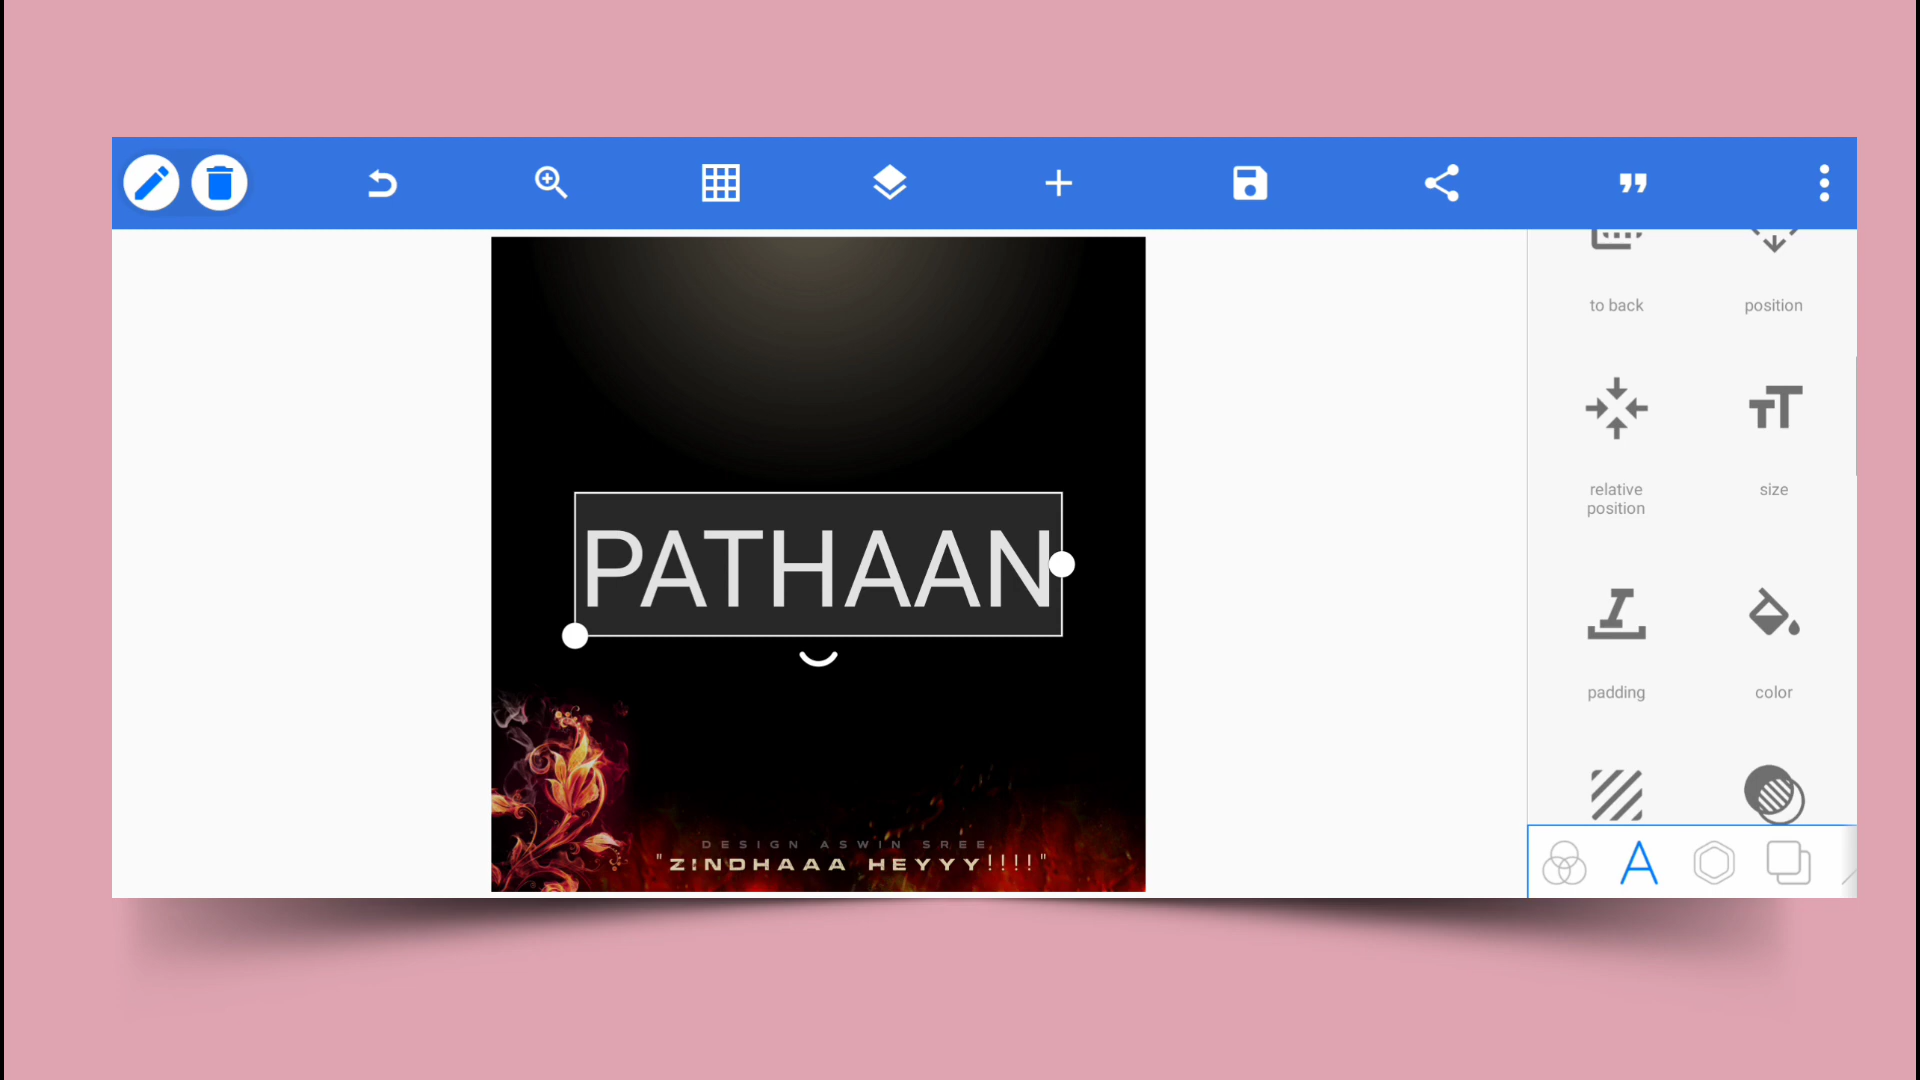 to back
position
PATHAAN
relative position
size
padding
color
DESIGN ASWIN SREE
"ZINDHAAA HEYYY!!!!"